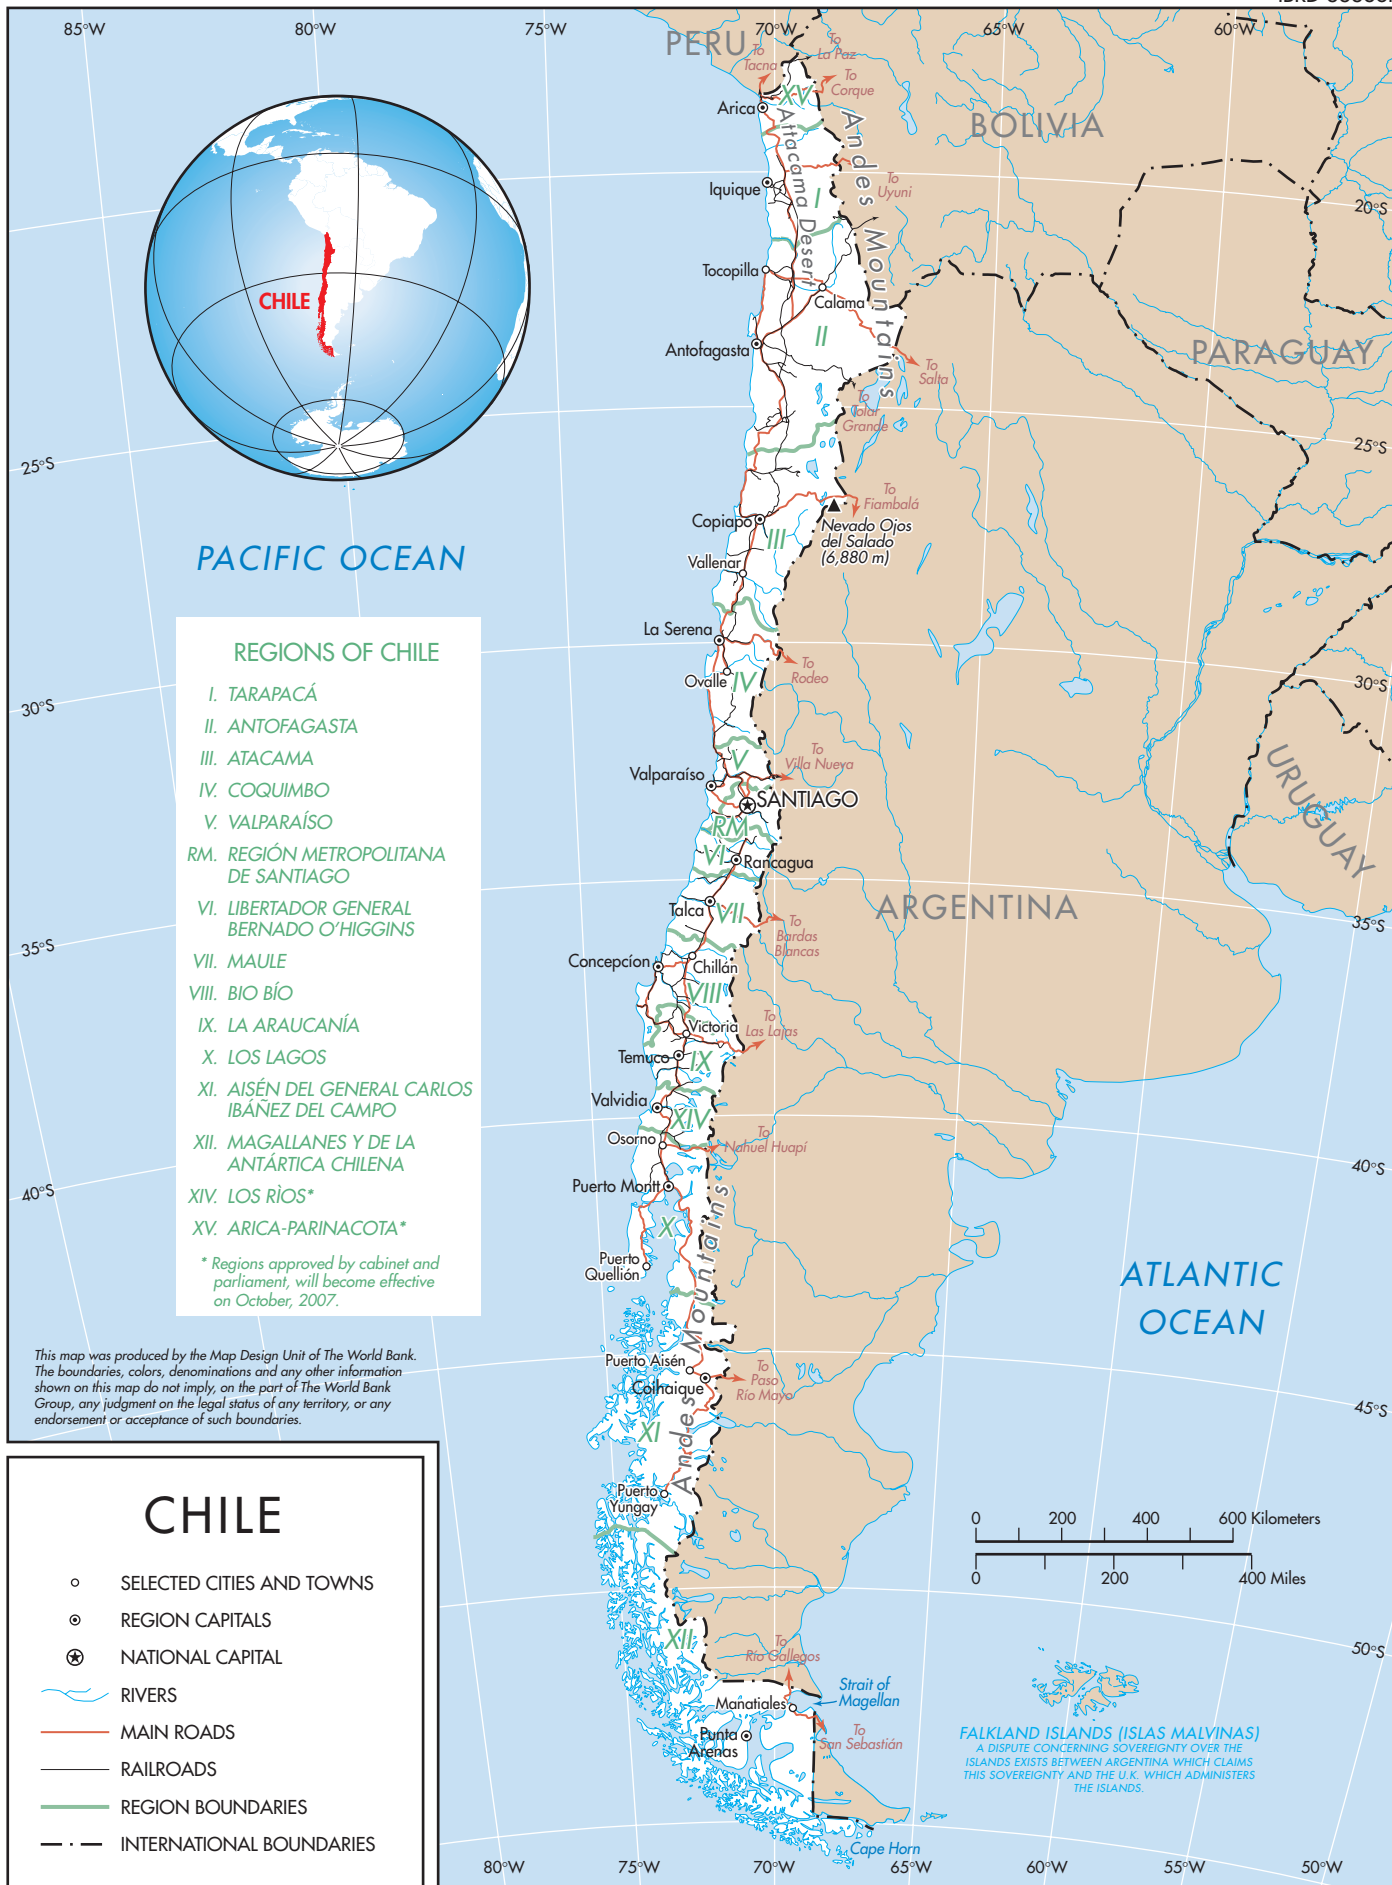 85°W
80°W
75°W
70°W
65°W
60°W
PERU
To
Tacna
To
La Paz
To
Corque
XV
Arica
Attacama Desert
Andes Mountains
BOLIVIA
Iquique
I
To
Uyuni
20°S
Tocopilla
Calama
CHILE
II
Antofagasta
PARAGUAY
To
Salta
To
Tolar
Grande
25°S
25°S
To
Fiambalá
Copiapo
Nevado Ojos
del Salado
(6,880 m)
III
PACIFIC OCEAN
Vallenar
La Serena
To
Rodeo
Ovalle
IV
30°S
30°S
REGIONS OF CHILE
I. TARAPACÁ
II. ANTOFAGASTA
III. ATACAMA
IV. COQUIMBO
V. VALPARAÍSO
RM. REGIÓN METROPOLITANA
DE SANTIAGO
VI. LIBERTADOR GENERAL
BERNADO O'HIGGINS
VII. MAULE
VIII. BIO BÍO
IX. LA ARAUCANÍA
X. LOS LAGOS
XI. AISÉN DEL GENERAL CARLOS
IBÁÑEZ DEL CAMPO
XII. MAGALLANES Y DE LA
ANTÁRTICA CHILENA
XIV. LOS RÌOS*
XV. ARICA-PARINACOTA*
* Regions approved by cabinet and
parliament, will become effective
on October, 2007.
V
To
Villa Nueva
Valparaíso
SANTIAGO
URUGUAY
RM
VI
Rancagua
Talca
VII
ARGENTINA
To
Bardas
Blancas
35°S
35°S
Concepcíon
Chillán
VIII
Victoria
To
Las Lajas
Temuco
IX
Valvidia
XIV
Osorno
To
Nahuel Huapí
40°S
40°S
Puerto Montt
X
Andes Mountains
Puerto
Quellión
ATLANTIC
OCEAN
This map was produced by the Map Design Unit of The World Bank.
The boundaries, colors, denominations and any other information
shown on this map do not imply, on the part of The World Bank
Group, any judgment on the legal status of any territory, or any
endorsement or acceptance of such boundaries.
Puerto Aisén
Coihaique
To
Paso
Río Mayo
45°S
XI
Puerto
Yungay
0 200 400 600 Kilometers
0 200 400 Miles
XII
To
Río Gallegos
50°S
Strait of
Magellan
Manatiales
Punta
Arenas
To
San Sebastián
FALKLAND ISLANDS (ISLAS MALVINAS)
A DISPUTE CONCERNING SOVEREIGNTY OVER THE
ISLANDS EXISTS BETWEEN ARGENTINA WHICH CLAIMS
THIS SOVEREIGNTY AND THE U.K. WHICH ADMINISTERS
THE ISLANDS.
Cape Horn
CHILE
SELECTED CITIES AND TOWNS
REGION CAPITALS
NATIONAL CAPITAL
RIVERS
MAIN ROADS
RAILROADS
REGION BOUNDARIES
INTERNATIONAL BOUNDARIES
80°W
75°W
70°W
65°W
60°W
55°W
50°W